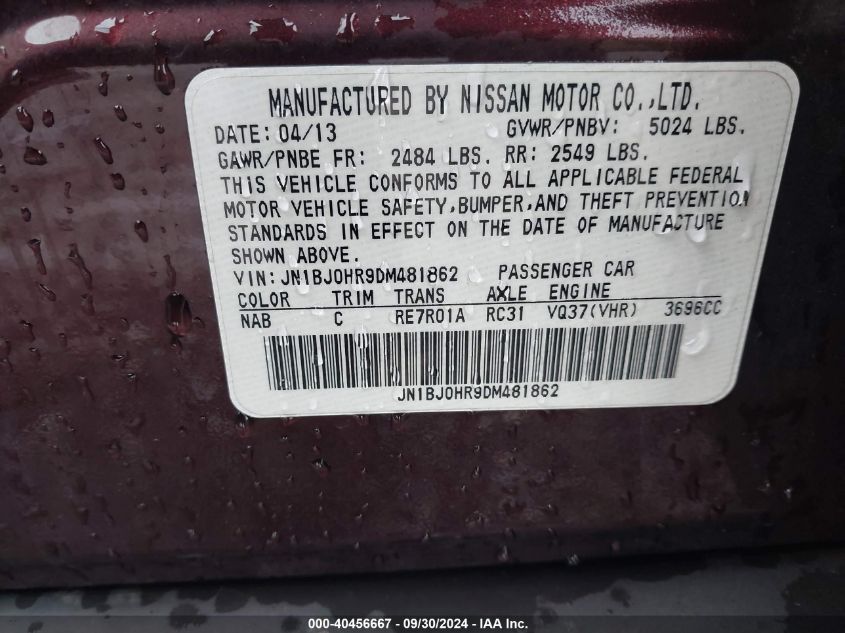 MANUFACTURED BY NISSAN MOTOR CO.,LTD.
DATE: 04/13 GVWR/PNBV: 5024 LBS.
GAWR/PNBE FR: 2484 LBS. RR: 2549 LBS.
THIS VEHICLE CONFORMS TO ALL APPLICABLE FEDERAL
MOTOR VEHICLE SAFETY,BUMPER,AND THEFT PREVENTION
STANDARDS IN EFFECT ON THE DATE OF MANUFACTURE
SHOWN ABOVE.
VIN:JN1BJ0HR9DM481862 PASSENGER CAR
COLOR TRIM TRANS AXLE ENGINE
NAB C RE7R01A RC31 VQ37(VHR) 3696CC
JN1BJ0HR9DM481862
000-40456667 - 09/30/2024 - IAA Inc.